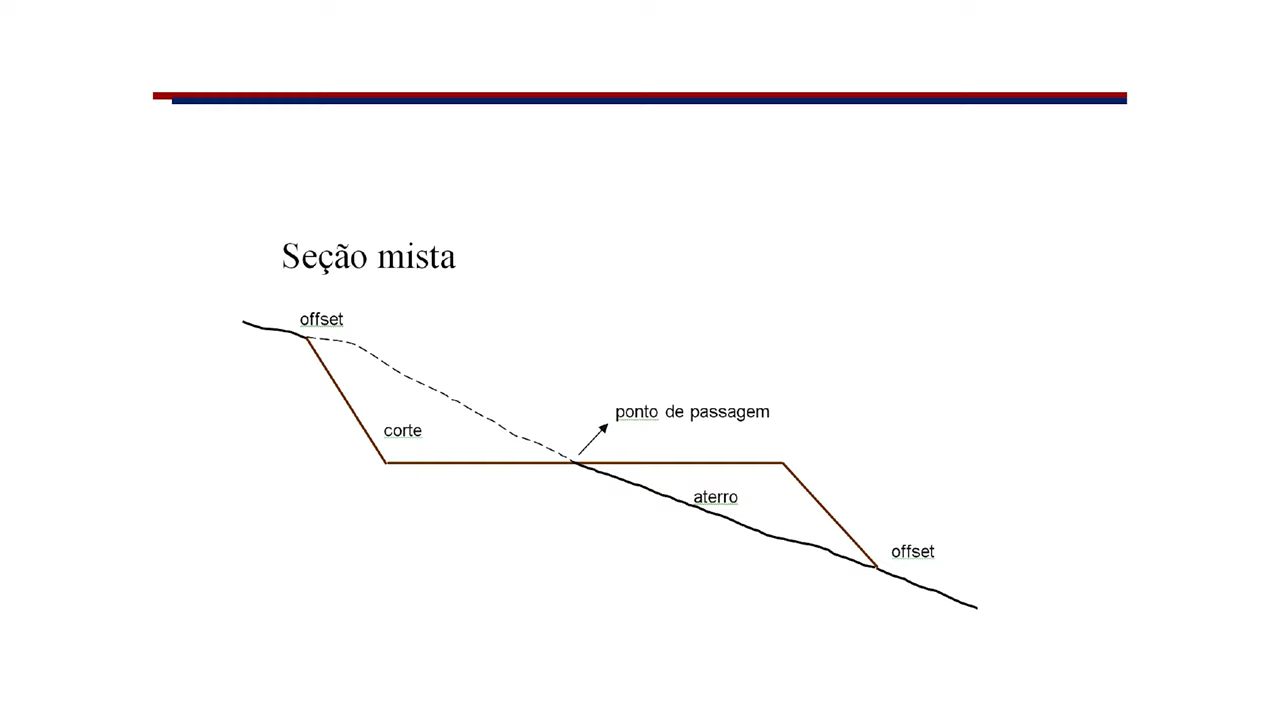 Seção mista
offset
ponto de passagem
corte
aterro
offset